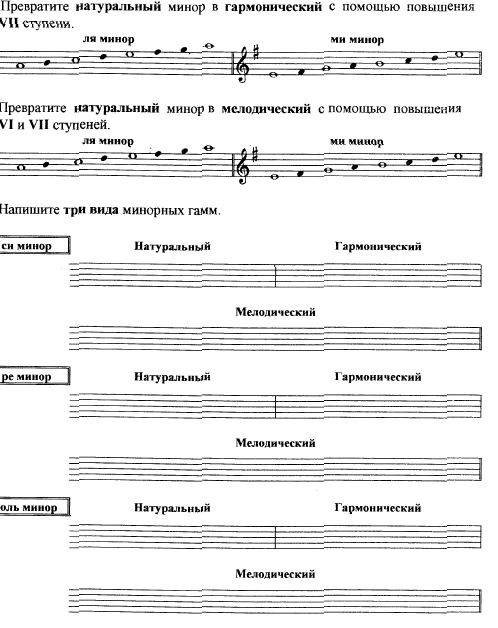 Превратите натуральный минор в гармонический с помощью повышения
VII ступени.
ля минор ми минор
Превратите натуральный минор в мелодический с помощью повышения
VI и VII ступеней.
ля минор ми минор
Напишите три вида минорных гамм.
си минор Натуральный Гармонический
Мелодический
ре минор Натуральный Гармонический
Мелодический
оль минор Натуральный Гармонический
Мелодический